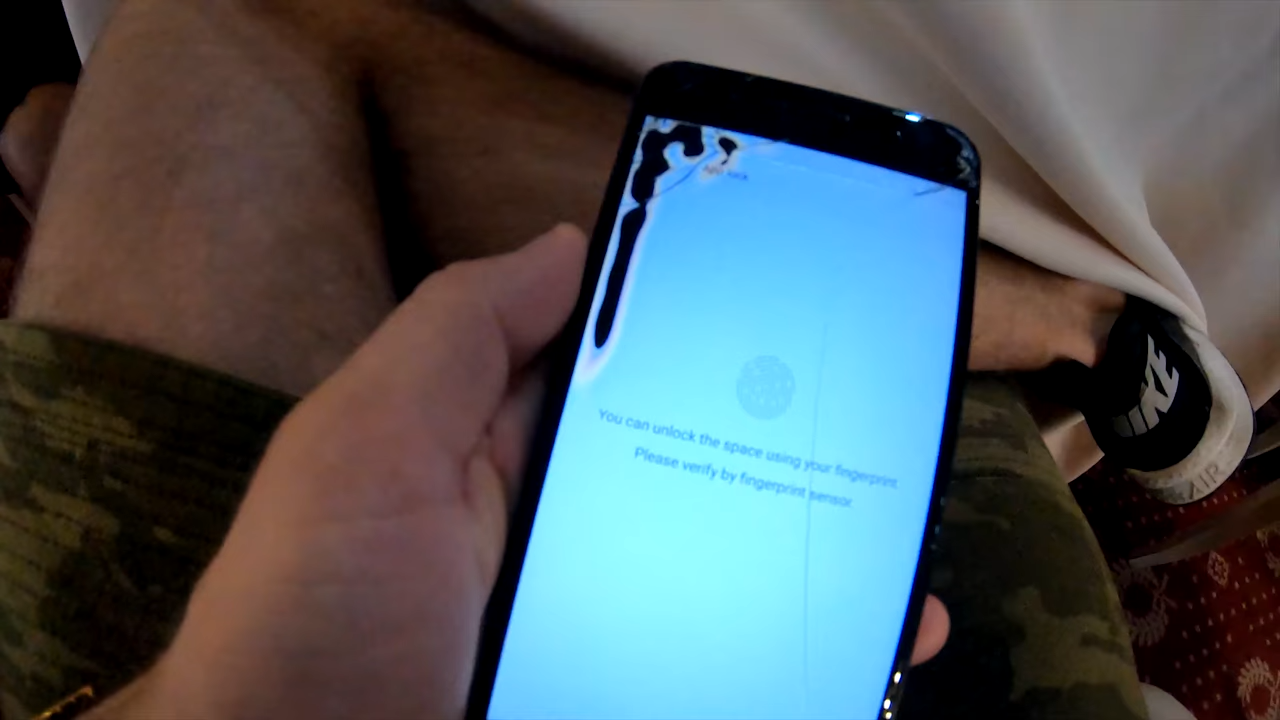 You can unlock the space using your fingerprint.
Please verify by fingerprint sensor.
NIKE
AIR